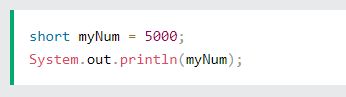 short myNum = 5000;
System.out.println(myNum);